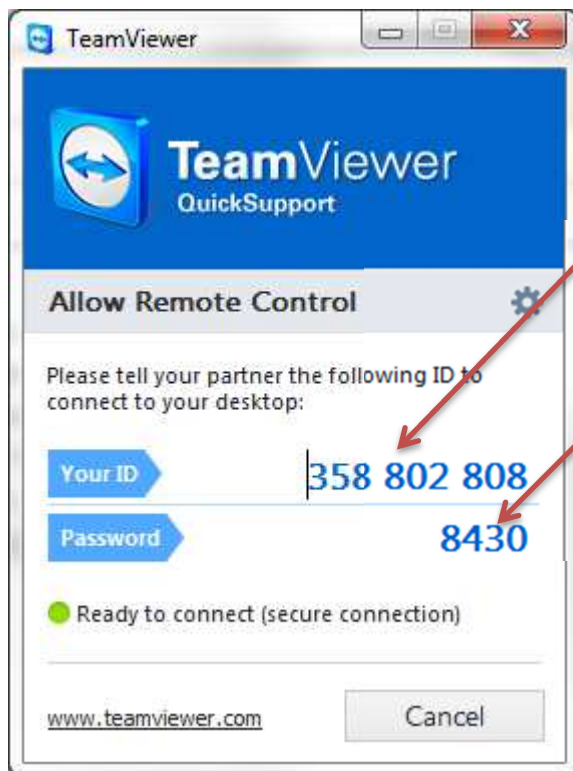 TeamViewer
TeamViewer
QuickSupport
Allow Remote Control
Please tell your partner the following ID to
connect to your desktop:
Your ID 358 802 808
Password 8430
Ready to connect (secure connection)
www.teamviewer.com Cancel